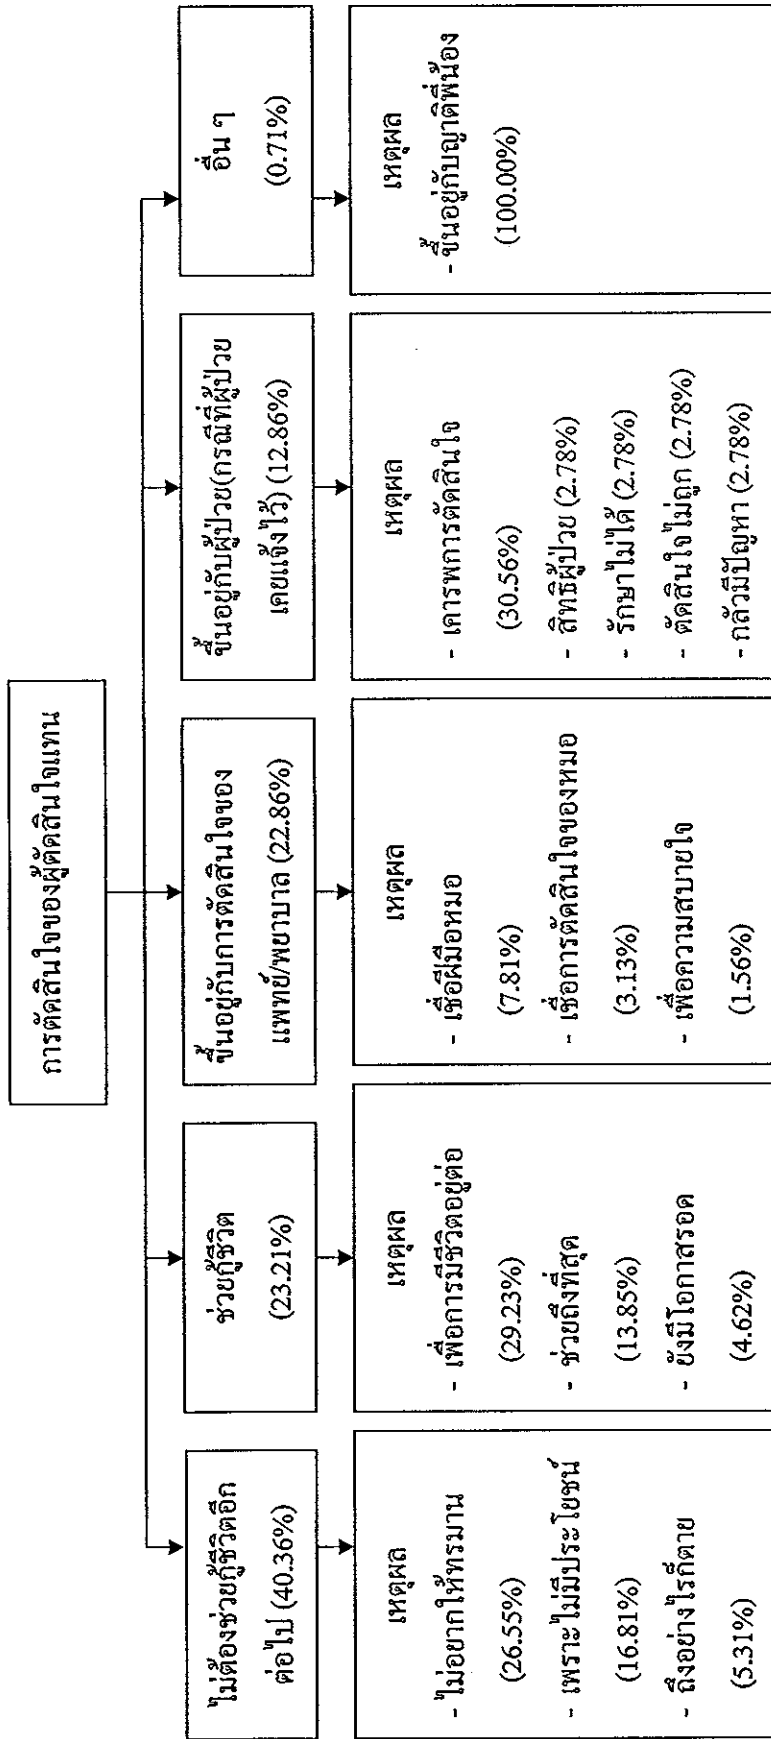 การตัดสินใจของผู้ตัดสินใจแทน
ไม่ต้องช่วยกู้ชีวิตอีก
ต่อไป (40.36%)
เหตุผล
- ไม่อยากให้ทรมาน
(26.55%)
- เพราะไม่มีประโยชน์
(16.81%)
- ถึงอย่างไรก็ตาย
(5.31%)
ช่วยกู้ชีวิต
(23.21%)
เหตุผล
- เพื่อการมีชีวิตอยู่ต่อ
(29.23%)
- ช่วยถึงที่สุด
(13.85%)
- ยังมีโอกาสรอด
(4.62%)
ขึ้นอยู่กับการตัดสินใจของ
แพทย์/พยาบาล (22.86%)
เหตุผล
- เชื่อฝีมือหมอ
(7.81%)
- เชื่อการตัดสินใจของหมอ
(3.13%)
- เพื่อความสบายใจ
(1.56%)
ขึ้นอยู่กับผู้ป่วย(กรณีที่ผู้ป่วย
เคยแจ้งไว้) (12.86%)
เหตุผล
- เคารพการตัดสินใจ
(30.56%)
- สิทธิผู้ป่วย (2.78%)
- รักษาไม่ได้ (2.78%)
- ตัดสินใจไม่ถูก (2.78%)
- กลัวมีปัญหา (2.78%)
อื่น ๆ
(0.71%)
เหตุผล
- ขึ้นอยู่กับญาติพี่น้อง
(100.00%)